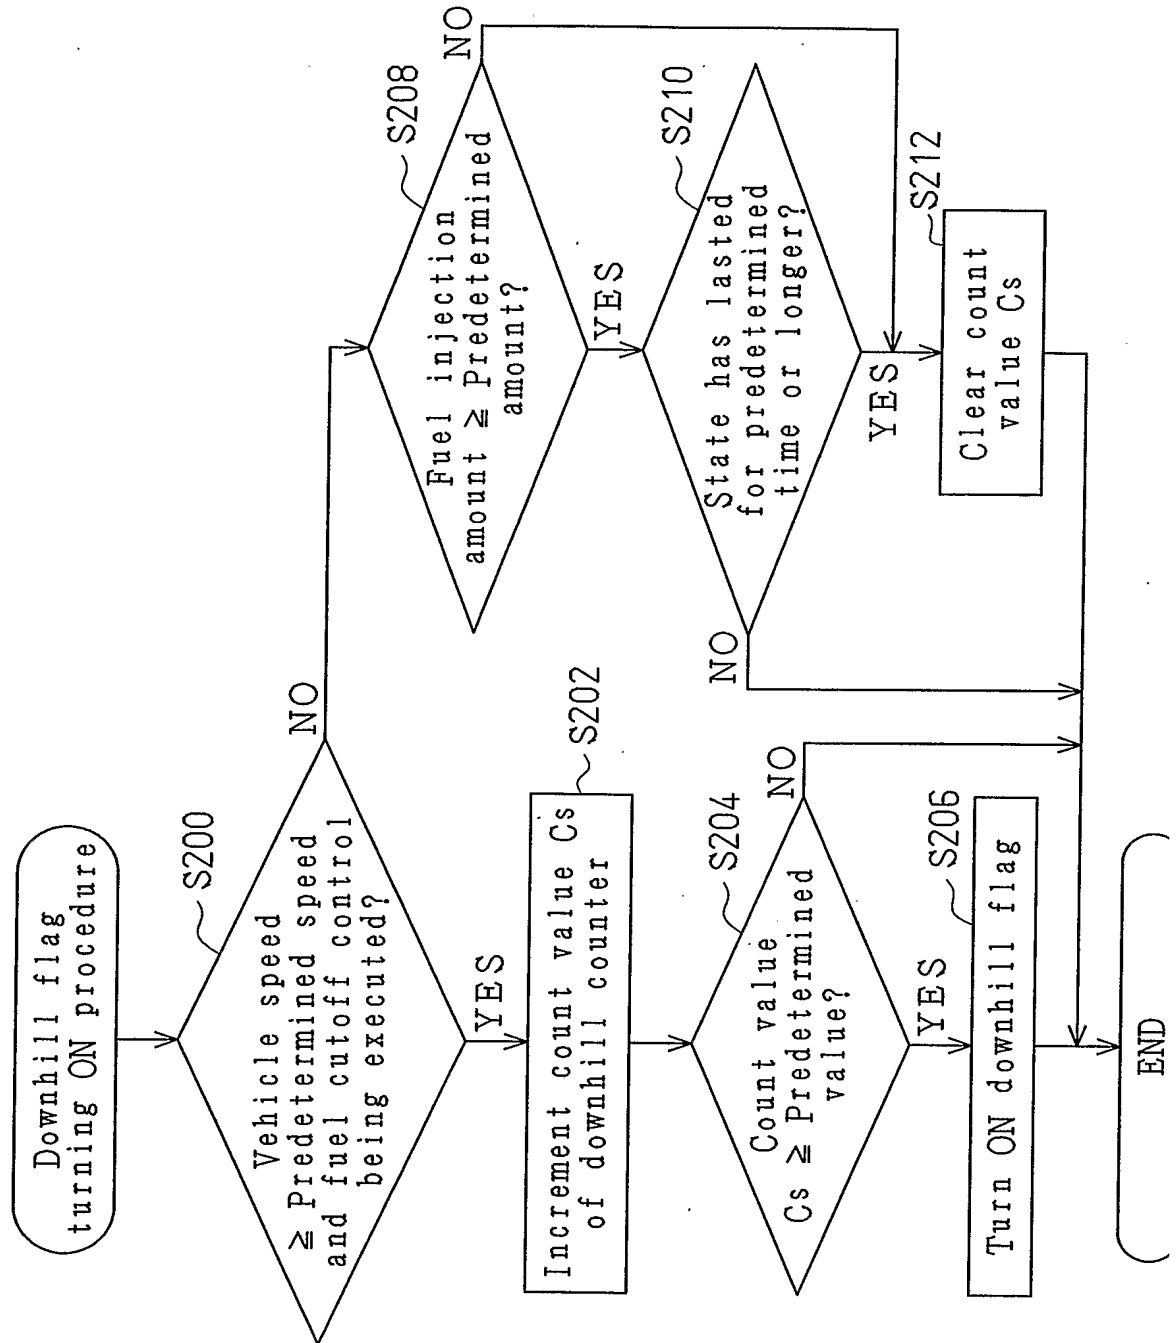 Downhill flag
turning ON procedure
S200
Vehicle speed
≧ Predetermined speed
and fuel cutoff control
being executed?
NO
YES
S202
Increment count value Cs
of downhill counter
S204
Count value
Cs ≧ Predetermined
value?
NO
YES
S206
Turn ON downhill flag
S208
Fuel injection
amount ≧ Predetermined
amount?
NO
YES
S210
State has lasted
for predetermined
time or longer?
NO
YES
S212
Clear count
value Cs
END